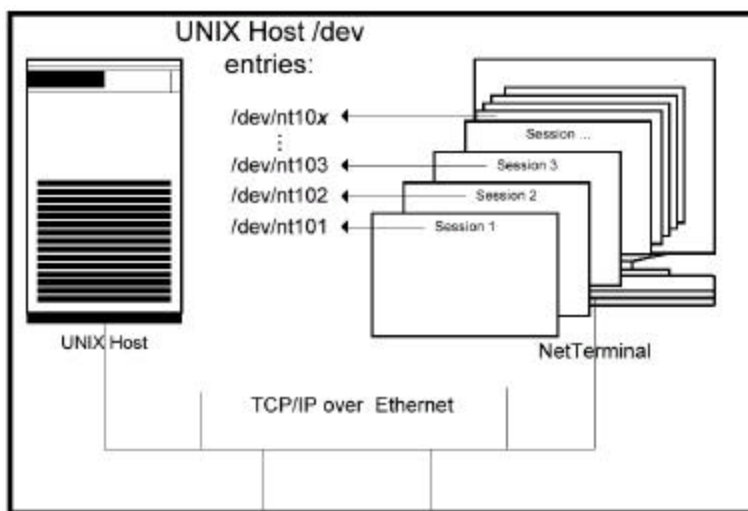 UNIX Host /dev
entries:
/dev/nt10x
Session ...
/dev/nt103
Session 3
/dev/nt102
Session 2
/dev/nt101
Session 1
UNIX Host
NetTerminal
TCP/IP over Ethernet